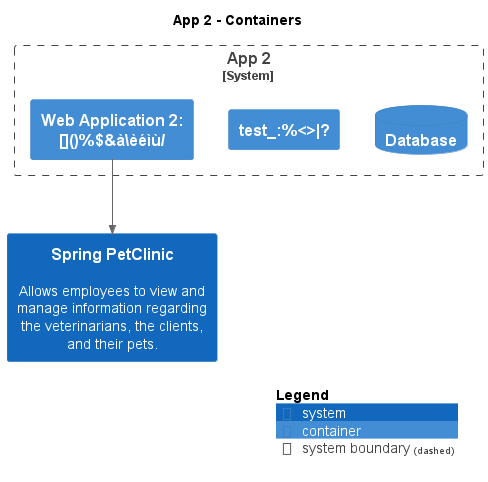 App 2 - Containers
App 2
[System]
Web Application 2:
[]()%$&à\èéìù/
test_:%<>|?
Database
Spring PetClinic
Allows employees to view and
manage information regarding
the veterinarians, the clients,
and their pets.
Legend
system
container
system boundary (dashed)